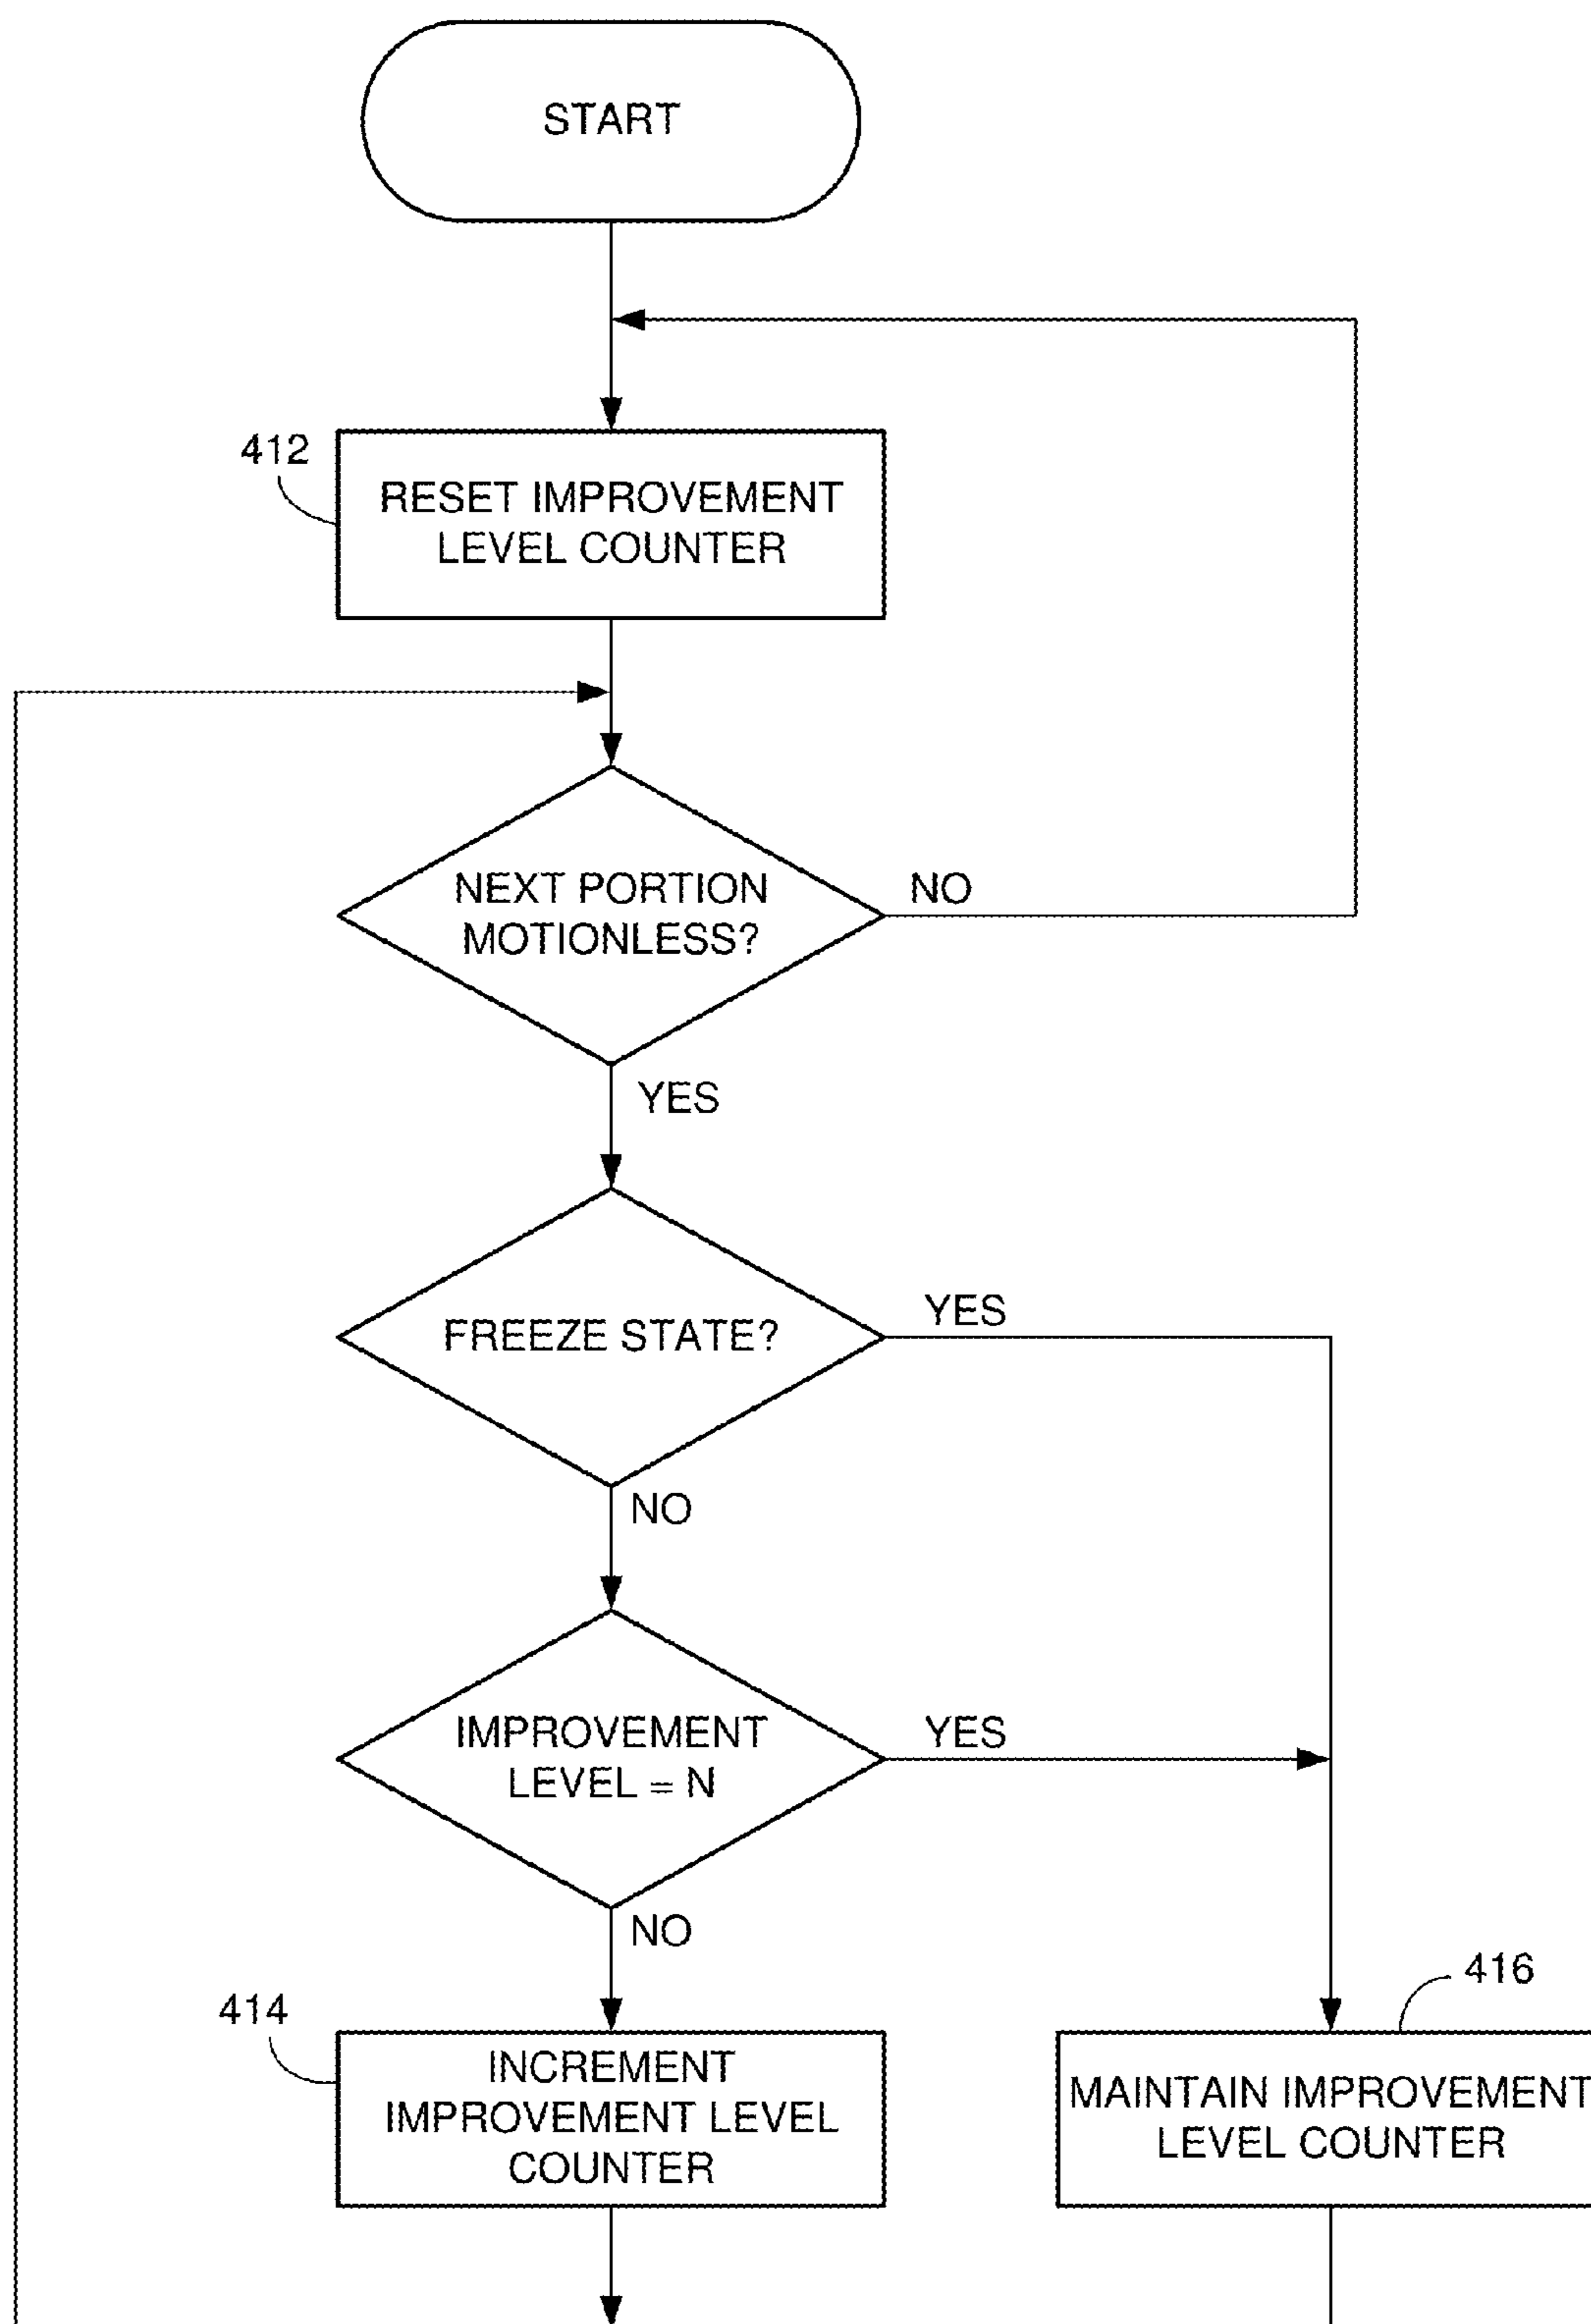 START
412
RESET IMPROVEMENT
LEVEL COUNTER
NEXT PORTION
MOTIONLESS?
NO
YES
FREEZE STATE?
YES
NO
IMPROVEMENT
LEVEL = N
YES
NO
414
INCREMENT
IMPROVEMENT LEVEL
COUNTER
416
MAINTAIN IMPROVEMENT
LEVEL COUNTER